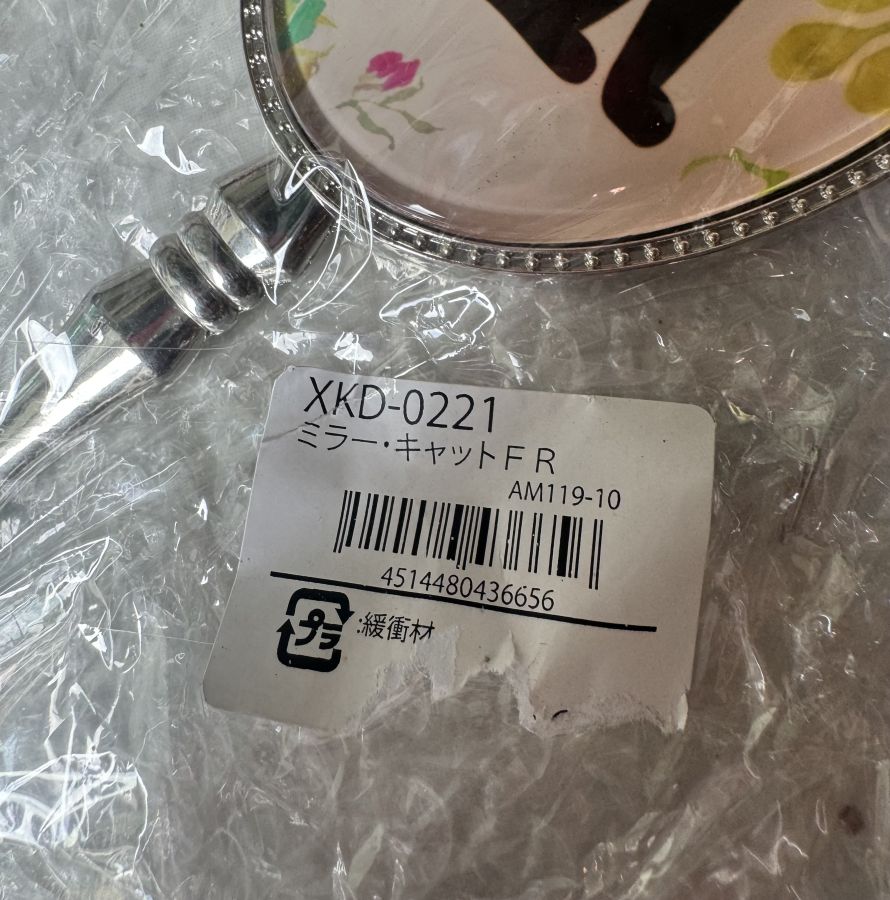 XKD-0221
ミラー・キャットＦＲ
AM119-10
4514480436656
プラ :緩衝材